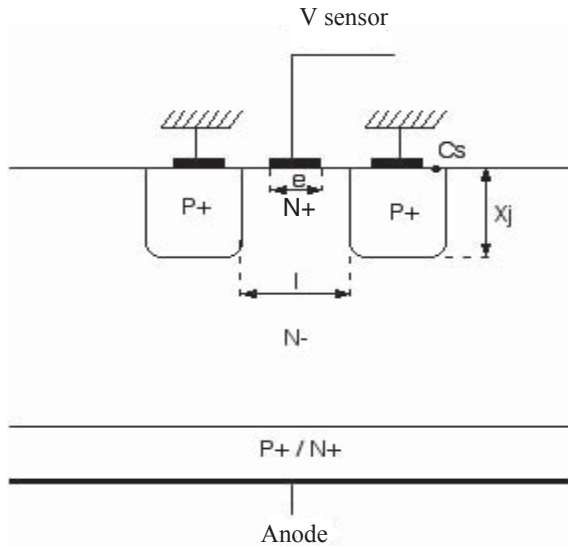 V sensor
Cs
e
P+
N+
P+
Xj
l
N-
P+ / N+
Anode